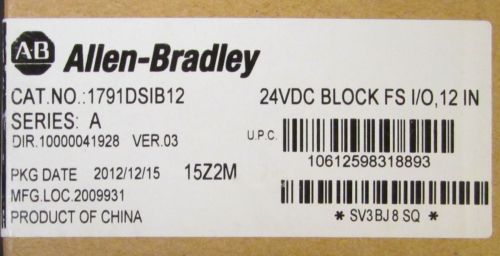 AB Allen-Bradley
CAT.NO.:1791DSIB12 24VDC BLOCK FS I/O,12 IN
SERIES: A
DIR.10000041928 VER.03 U.P.C.
10612598318893
PKG DATE 2012/12/15 15Z2M
MFG.LOC.2009931
PRODUCT OF CHINA * SV3BJ8SQ *